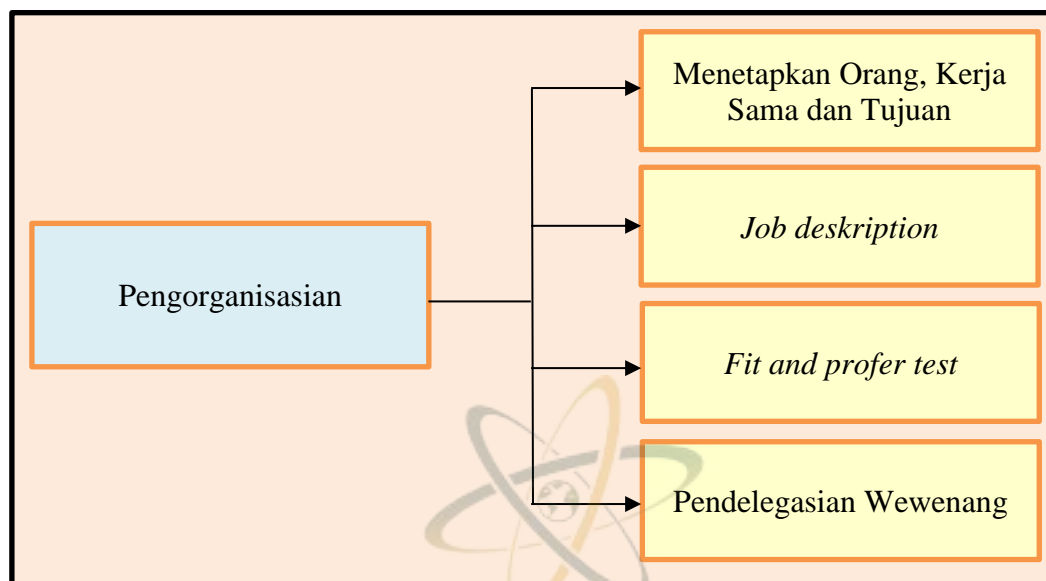 Menetapkan Orang, Kerja
Sama dan Tujuan
Job deskription
Pengorganisasian
Fit and profer test
Pendelegasian Wewenang